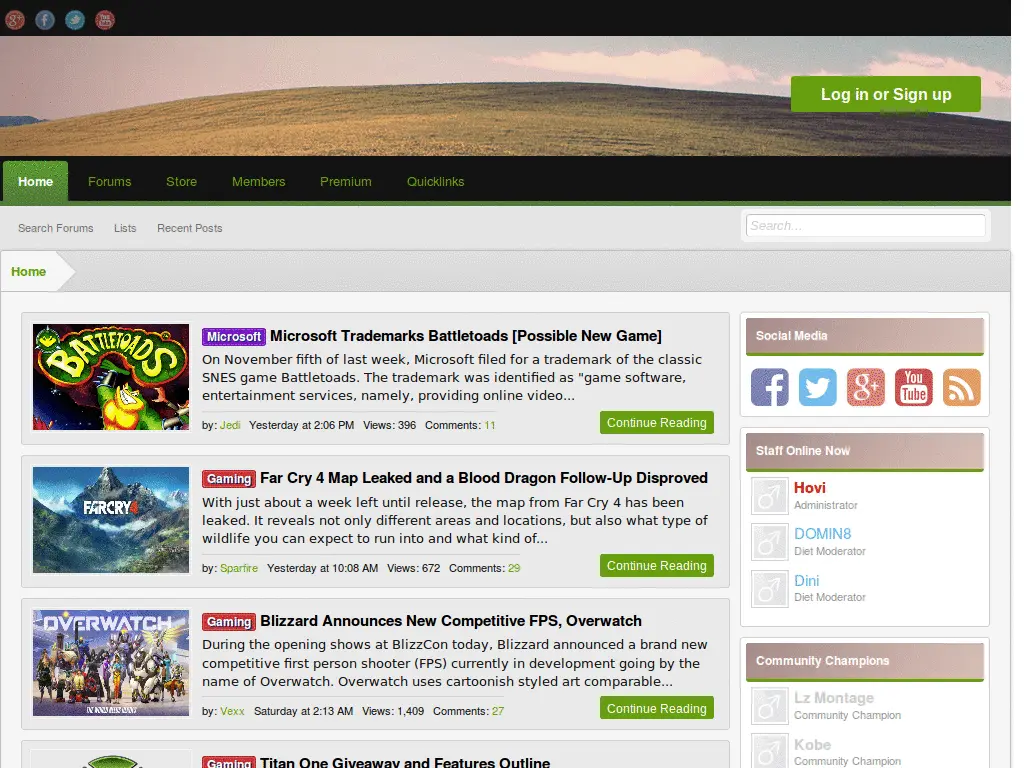 Log in or Sign up
Home
Forums
Store
Members
Premium
Quicklinks
Search Forums
Lists
Recent Posts
Search...
Home
BATTLETOADS
Microsoft Microsoft Trademarks Battletoads [Possible New Game]
On November fifth of last week, Microsoft filed for a trademark of the classic
SNES game Battletoads. The trademark was identified as "game software,
entertainment services, namely, providing online video...
by: Jedi Yesterday at 2:06 PM Views: 396 Comments: 11
Continue Reading
FARCRY4
Gaming Far Cry 4 Map Leaked and a Blood Dragon Follow-Up Disproved
With just about a week left until release, the map from Far Cry 4 has been
leaked. It reveals not only different areas and locations, but also what type of
wildlife you can expect to run into and what kind of...
by: Sparfire Yesterday at 10:08 AM Views: 672 Comments: 29
Continue Reading
OVERWATCH
THE WORLD NEEDS HEROES
Gaming Blizzard Announces New Competitive FPS, Overwatch
During the opening shows at BlizzCon today, Blizzard announced a brand new
competitive first person shooter (FPS) currently in development going by the
name of Overwatch. Overwatch uses cartoonish styled art comparable...
by: Vexx Saturday at 2:13 AM Views: 1,409 Comments: 27
Continue Reading
Gaming Titan One Giveaway and Features Outline
Social Media
You
Tube
Staff Online Now
Hovi
Administrator
DOMIN8
Diet Moderator
Dini
Diet Moderator
Community Champions
Lz Montage
Community Champion
Kobe
Community Champion